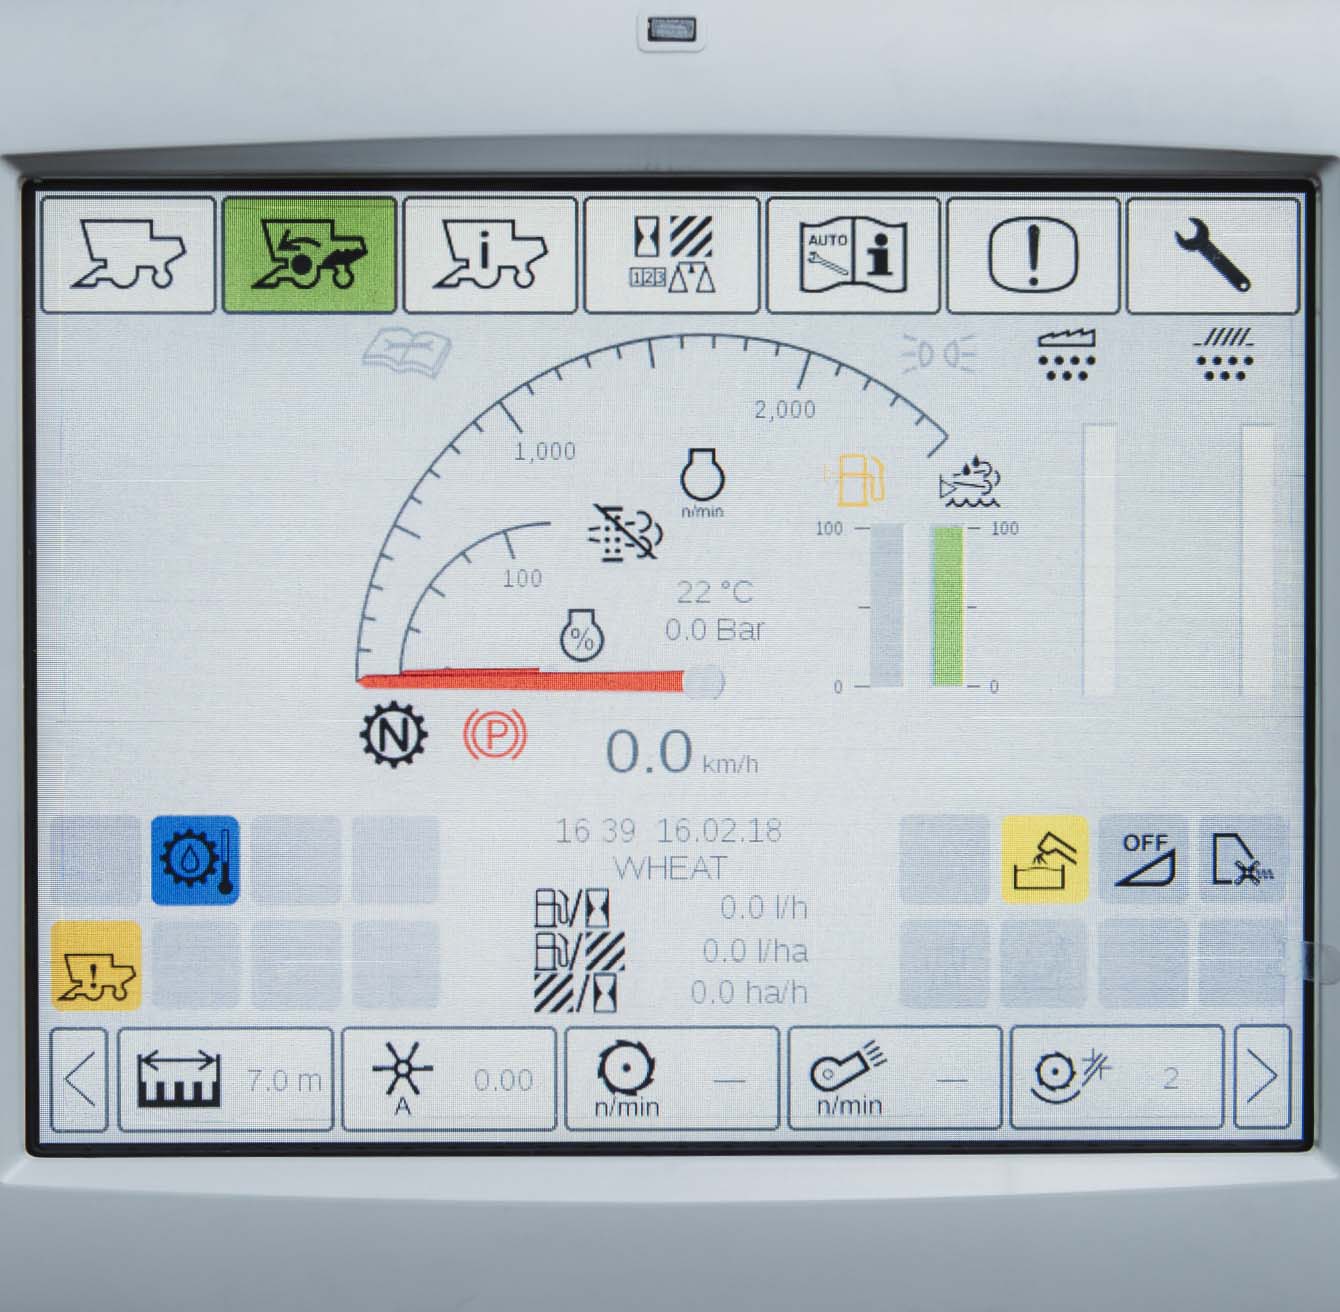 i
123
AUTO
i
!
2,000
1,000
n/min
100
100
100
22 °C
%
0.0 Bar
0
0
N
P
0.0 km/h
16 39 16.02.18
OFF
WHEAT
0.0 l/h
0.0 l/ha
!
0.0 ha/h
7.0 m
0.00
—
—
2
A
n/min
n/min